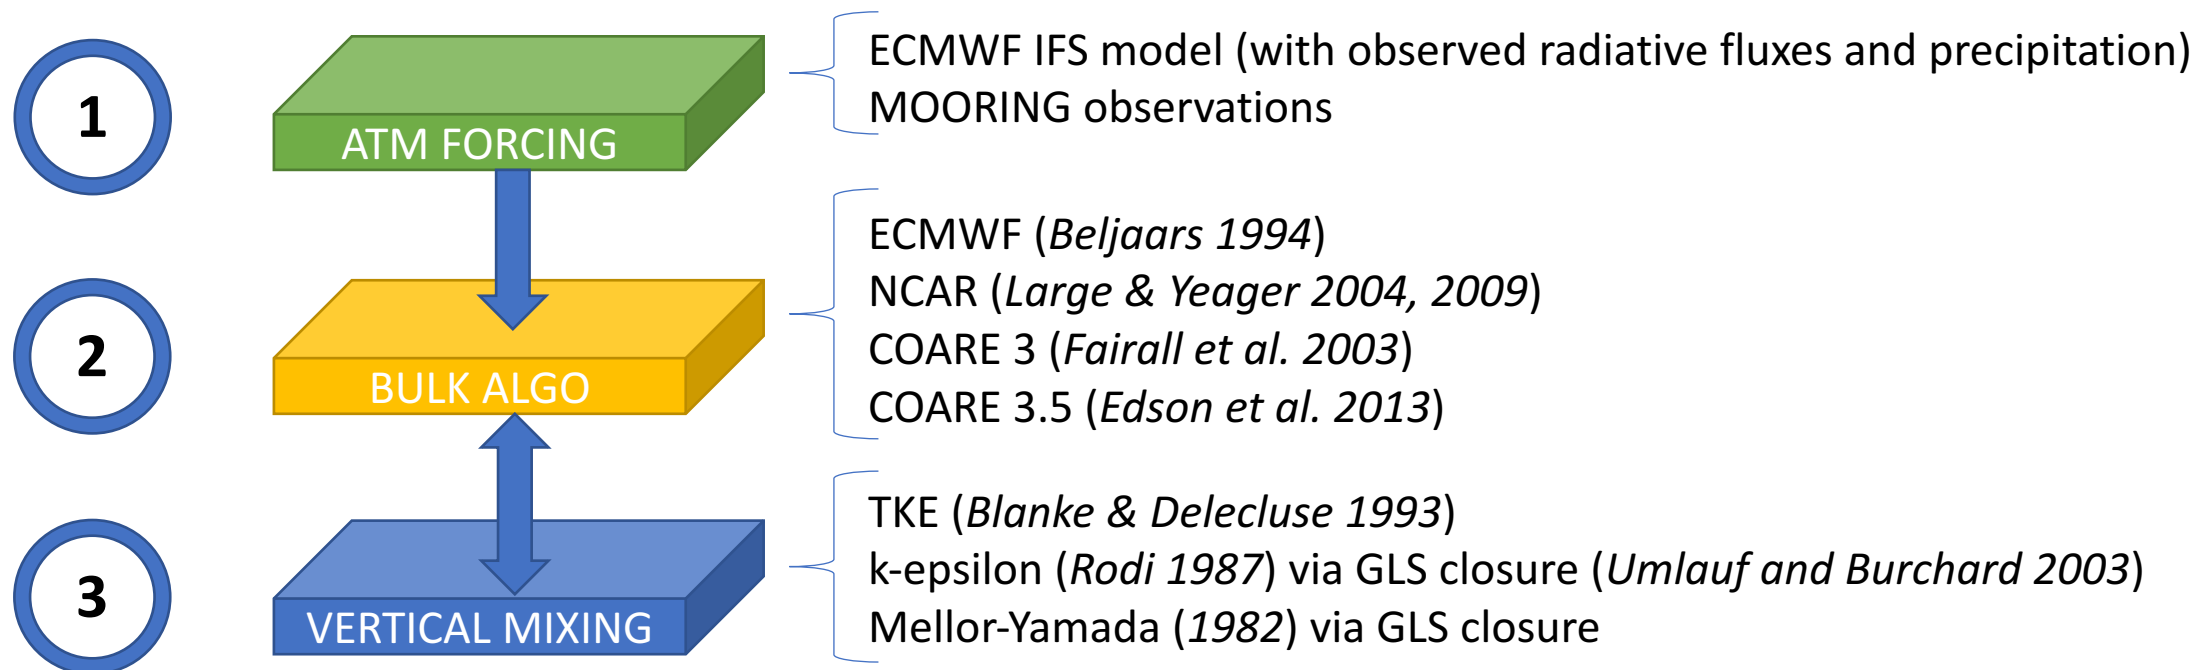 1
ATM FORCING
ECMWF IFS model (with observed radiative fluxes and precipitation)
MOORING observations
2
BULK ALGO
ECMWF (Beljaars 1994)
NCAR (Large & Yeager 2004, 2009)
COARE 3 (Fairall et al. 2003)
COARE 3.5 (Edson et al. 2013)
3
VERTICAL MIXING
TKE (Blanke & Delecluse 1993)
k-epsilon (Rodi 1987) via GLS closure (Umlauf and Burchard 2003)
Mellor-Yamada (1982) via GLS closure